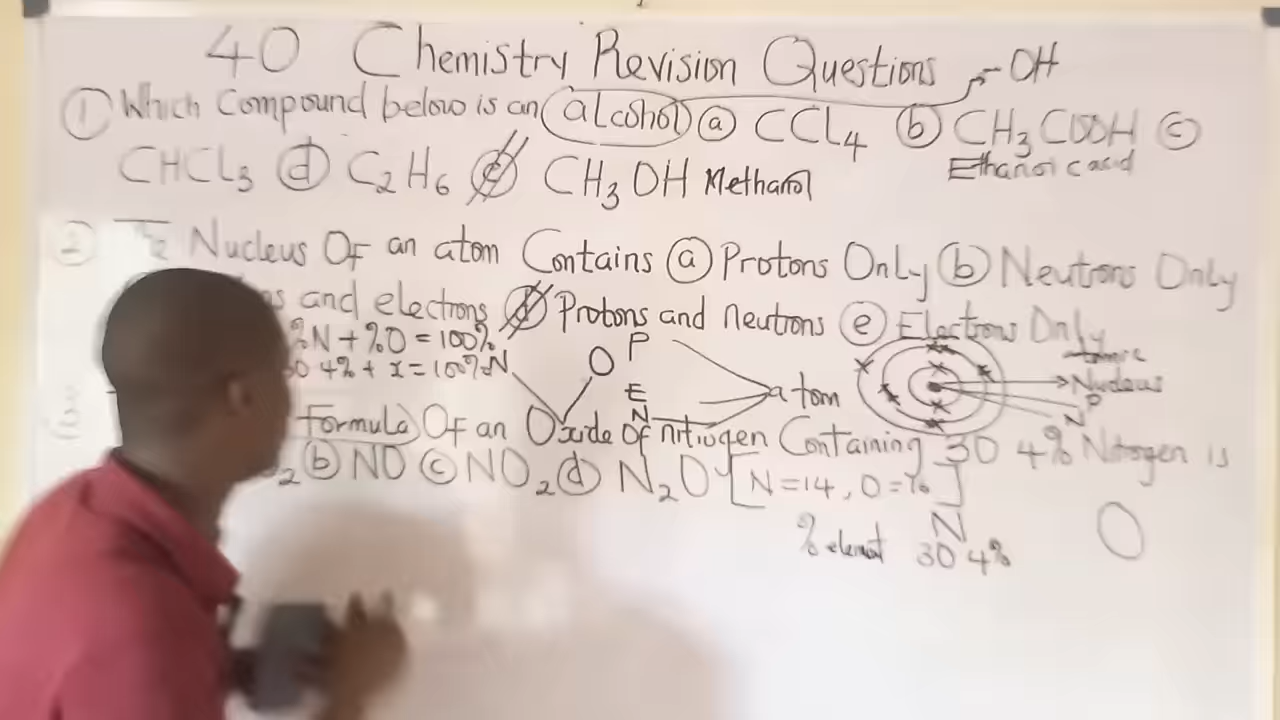 40 Chemistry Revision Questions -OH
① Which Compound below is an alcohol ⓐ CCL4 ⓑ CH3COOH ⓒ
Ethanoic acid
CHCL3 ⓓ C2H6 ⓔ CH3OH Methanol
② Nucleus Of an atom Contains ⓐ Protons Only ⓑ Neutrons Only
and electrons ⓓ Protons and neutrons ⓔ Electrons Only
%N + %O = 100%
30.4% + x = 100% N
O P
E
N
atom
Nucleus
P
N
Formula Of an Oxide Of nitrogen Containing 30.4% Nitrogen is
2 ⓑ NO ⓒ NO2 ⓓ N2O [N=14, O=16]
N O
% element 30.4%